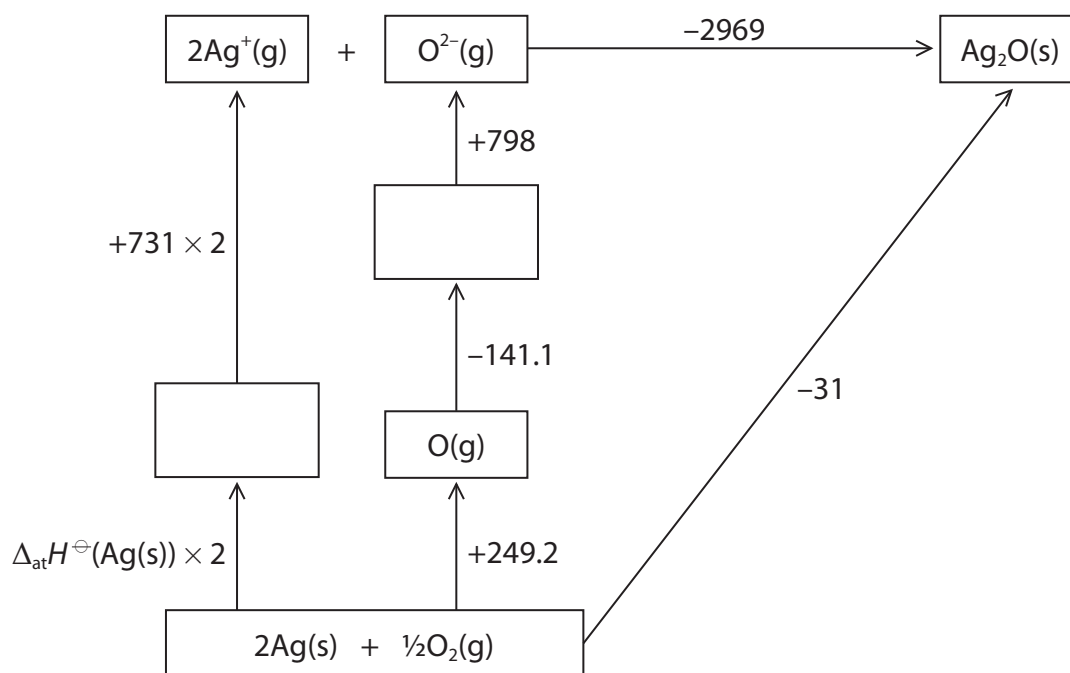 2Ag⁺(g) + O²⁻(g) –2969 Ag₂O(s)
+798
+731 × 2
–141.1
–31
O(g)
ΔₐₜH⦵(Ag(s)) × 2 +249.2
2Ag(s) + ½O₂(g)